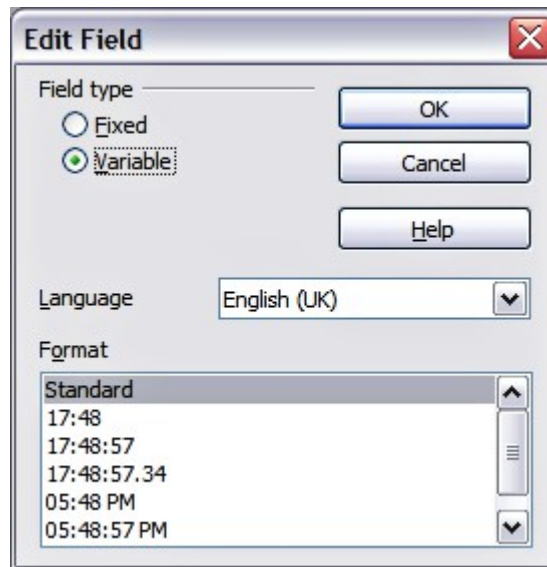 Edit Field
Field type
OK
Fixed
Variable
Cancel
Help
Language
English (UK)
Format
Standard
17:48
17:48:57
17:48:57.34
05:48 PM
05:48:57 PM